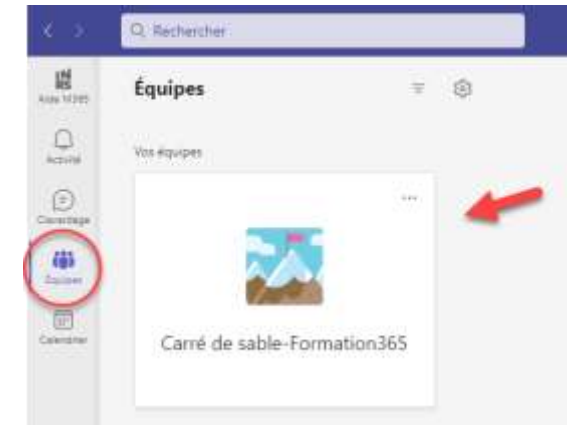 Rechercher
Équipes
Aide M365
Activité
Vos équipes
Clavardage
Équipes
Calendrier
Carré de sable-Formation365